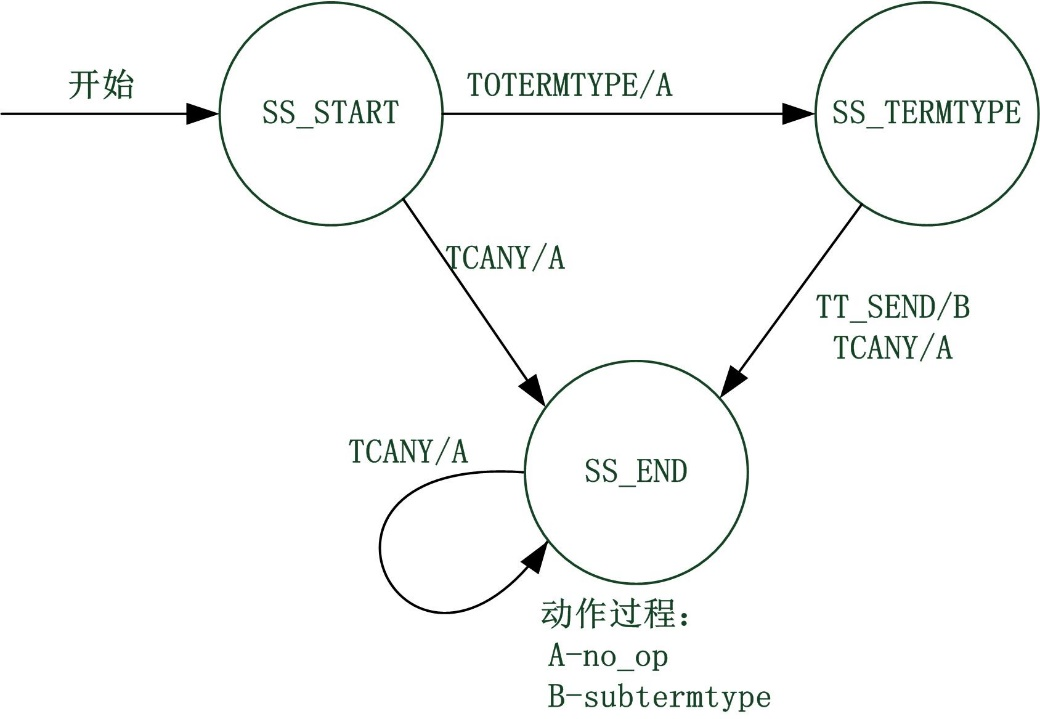 开始
SS_START
TOTERMTYPE/A
SS_TERMTYPE
TCANY/A
TT_SEND/B
TCANY/A
TCANY/A
SS_END
动作过程：
A-no_op
B-subtermtype